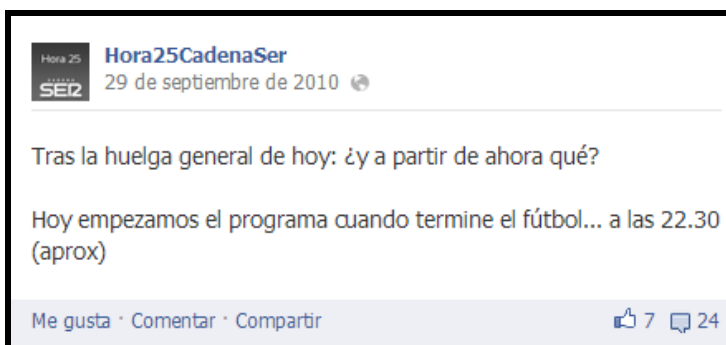 Hora 25
SER
Hora25CadenaSer
29 de septiembre de 2010
Tras la huelga general de hoy: ¿y a partir de ahora qué?
Hoy empezamos el programa cuando termine el fútbol... a las 22.30
(aprox)
Me gusta · Comentar · Compartir
7 24